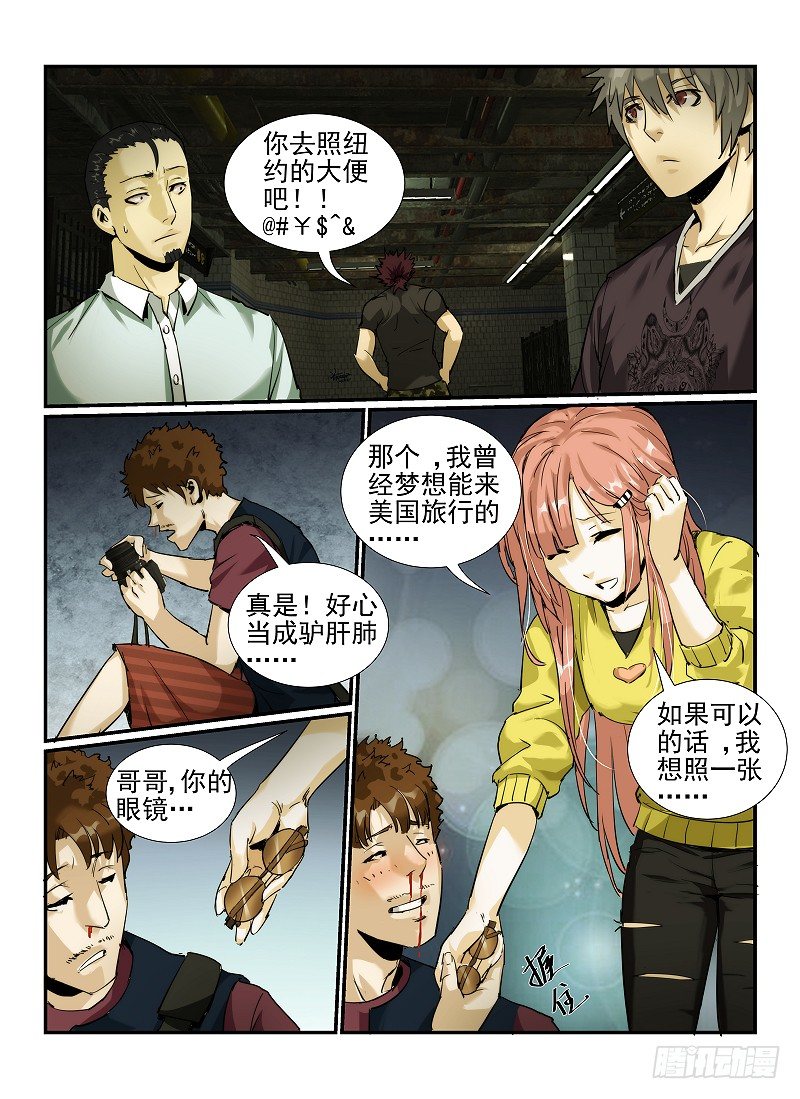 你去照纽
约的大便
吧！！
@#￥$^&
真是！好心
当成驴肝肺
……
哥哥，你的
眼镜…
那个，我曾
经梦想能来
美国旅行的
……
如果可以
的话，我
想照一张
……
握住
腾讯动漫